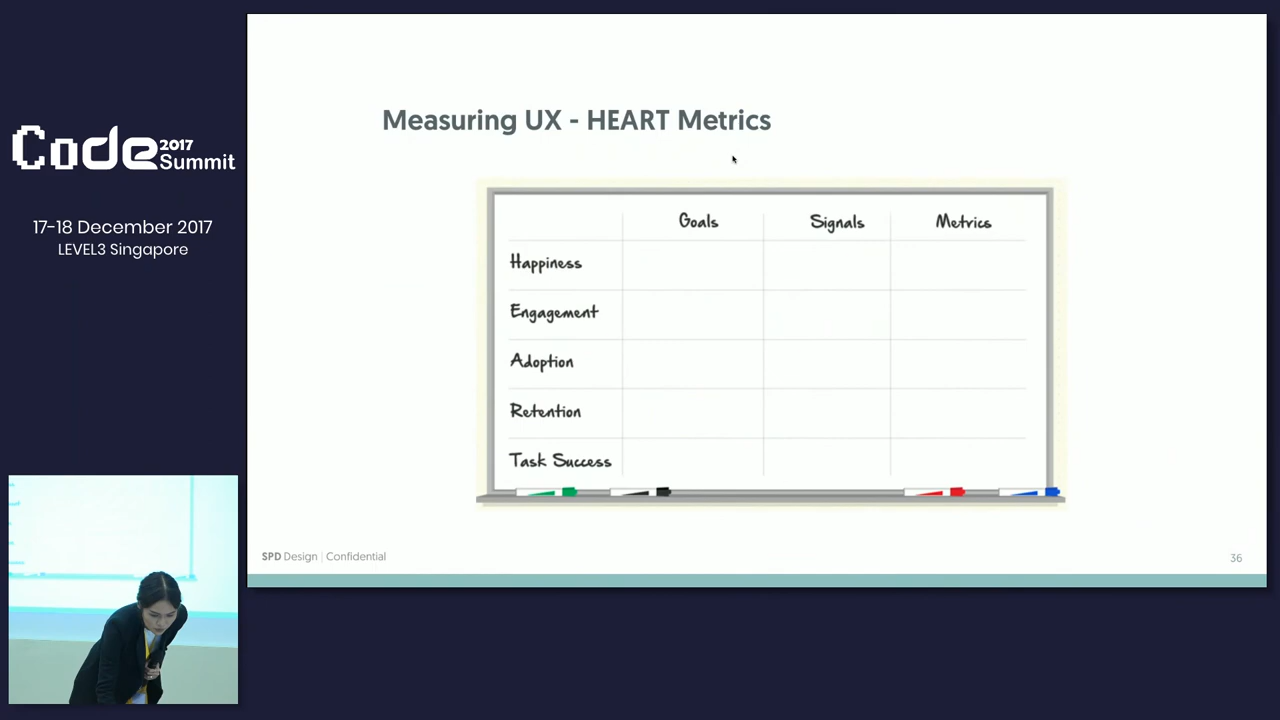 Code 2017 Summit
17-18 December 2017
LEVEL3 Singapore
Measuring UX - HEART Metrics
Goals Signals Metrics
Happiness
Engagement
Adoption
Retention
Task Success
SPD Design | Confidential
36